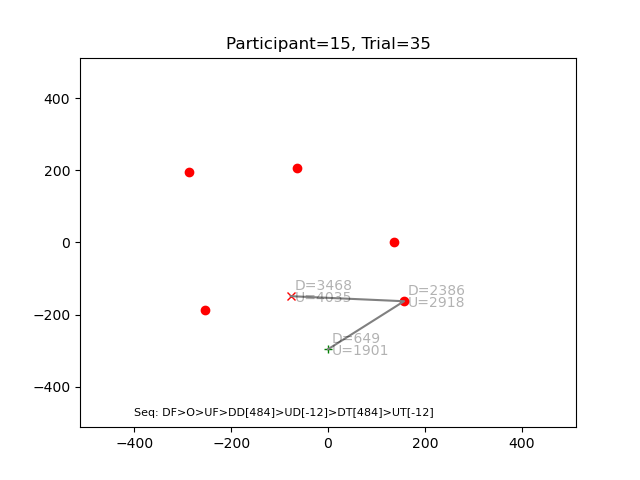 Participant=15, Trial=35
400
200
0
−200
−400
D=3468
U=4035
D=2386
U=2918
D=649
U=1901
Seq: DF>O>UF>DD[484]>UD[-12]>DT[484]>UT[-12]
−400
−200
0
200
400